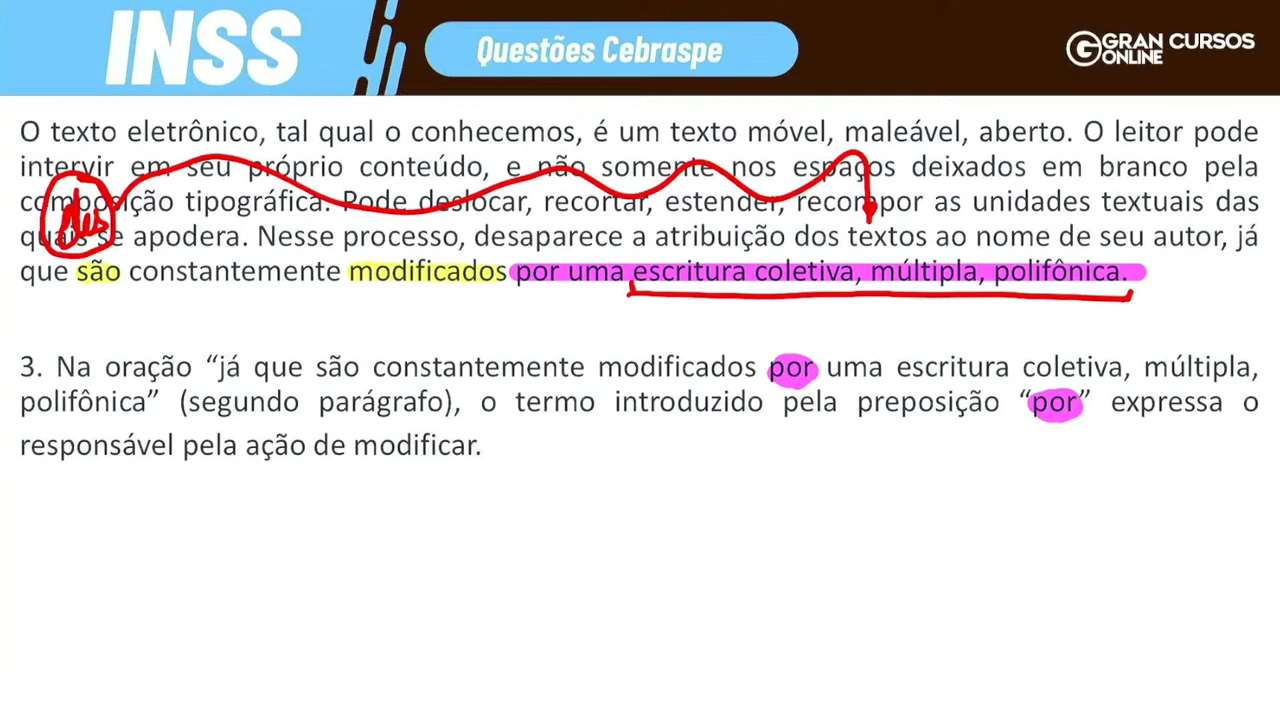 INSS
Questões Cebraspe
GRAN CURSOS
ONLINE
O texto eletrônico, tal qual o conhecemos, é um texto móvel, maleável, aberto. O leitor pode
intervir em seu próprio conteúdo, e não somente nos espaços deixados em branco pela
composição tipográfica. Pode deslocar, recortar, estender, recompor as unidades textuais das
quais se apodera. Nesse processo, desaparece a atribuição dos textos ao nome de seu autor, já
des
que são constantemente modificados por uma escritura coletiva, múltipla, polifônica.
3. Na oração “já que são constantemente modificados por uma escritura coletiva, múltipla,
polifônica” (segundo parágrafo), o termo introduzido pela preposição “por” expressa o
responsável pela ação de modificar.